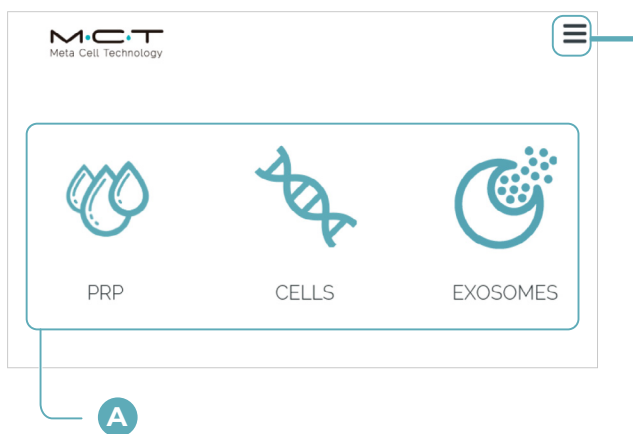 M·C·T
Meta Cell Technology
PRP
CELLS
EXOSOMES
A